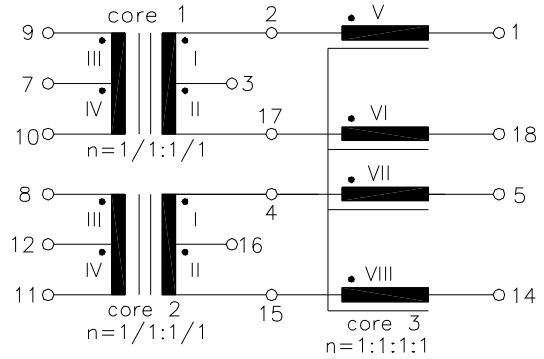 core 1
2
V
9
1
III
I
7
3
IV
II
17
VI
10
18
n=1/1:1/1
8
VII
5
III
I
4
12
16
IV
II
VIII
11
15
14
core 2
core 3
n=1/1:1/1
n=1:1:1:1